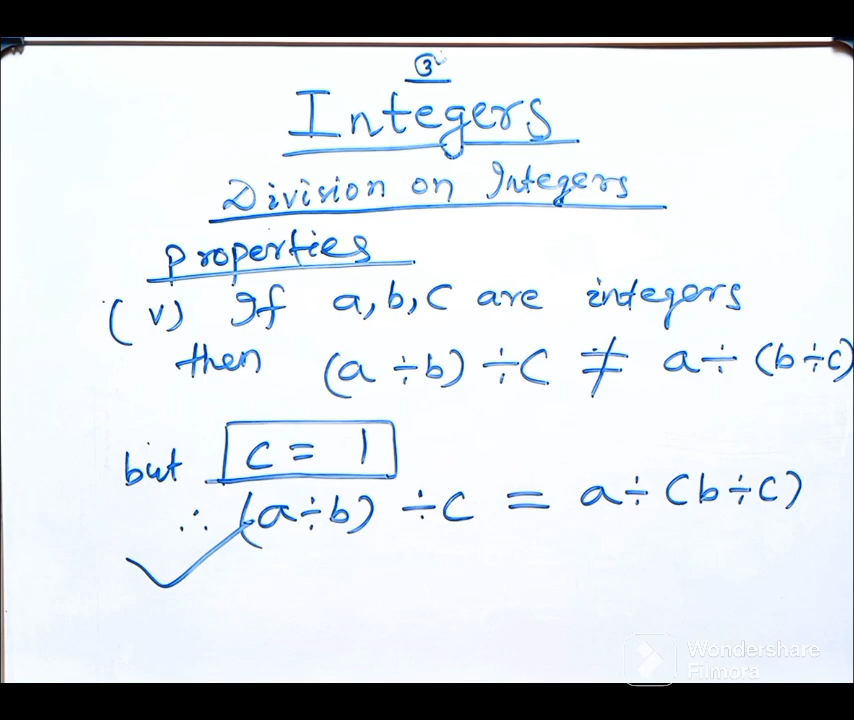 ③
Integers
Division on Integers
properties
(v) If a, b, c are integers
then (a ÷ b) ÷ c ≠ a ÷ (b ÷ c)
but c = 1
∴ (a ÷ b) ÷ c = a ÷ (b ÷ c)
Wondershare
Filmora